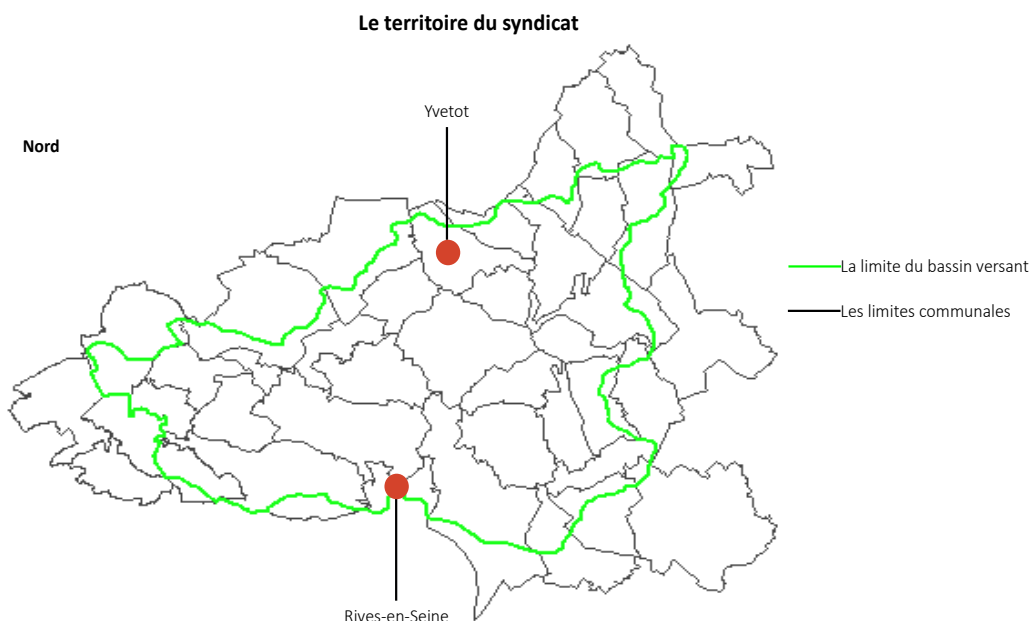 Le territoire du syndicat
Yvetot
Nord
La limite du bassin versant
Les limites communales
Rives-en-Seine